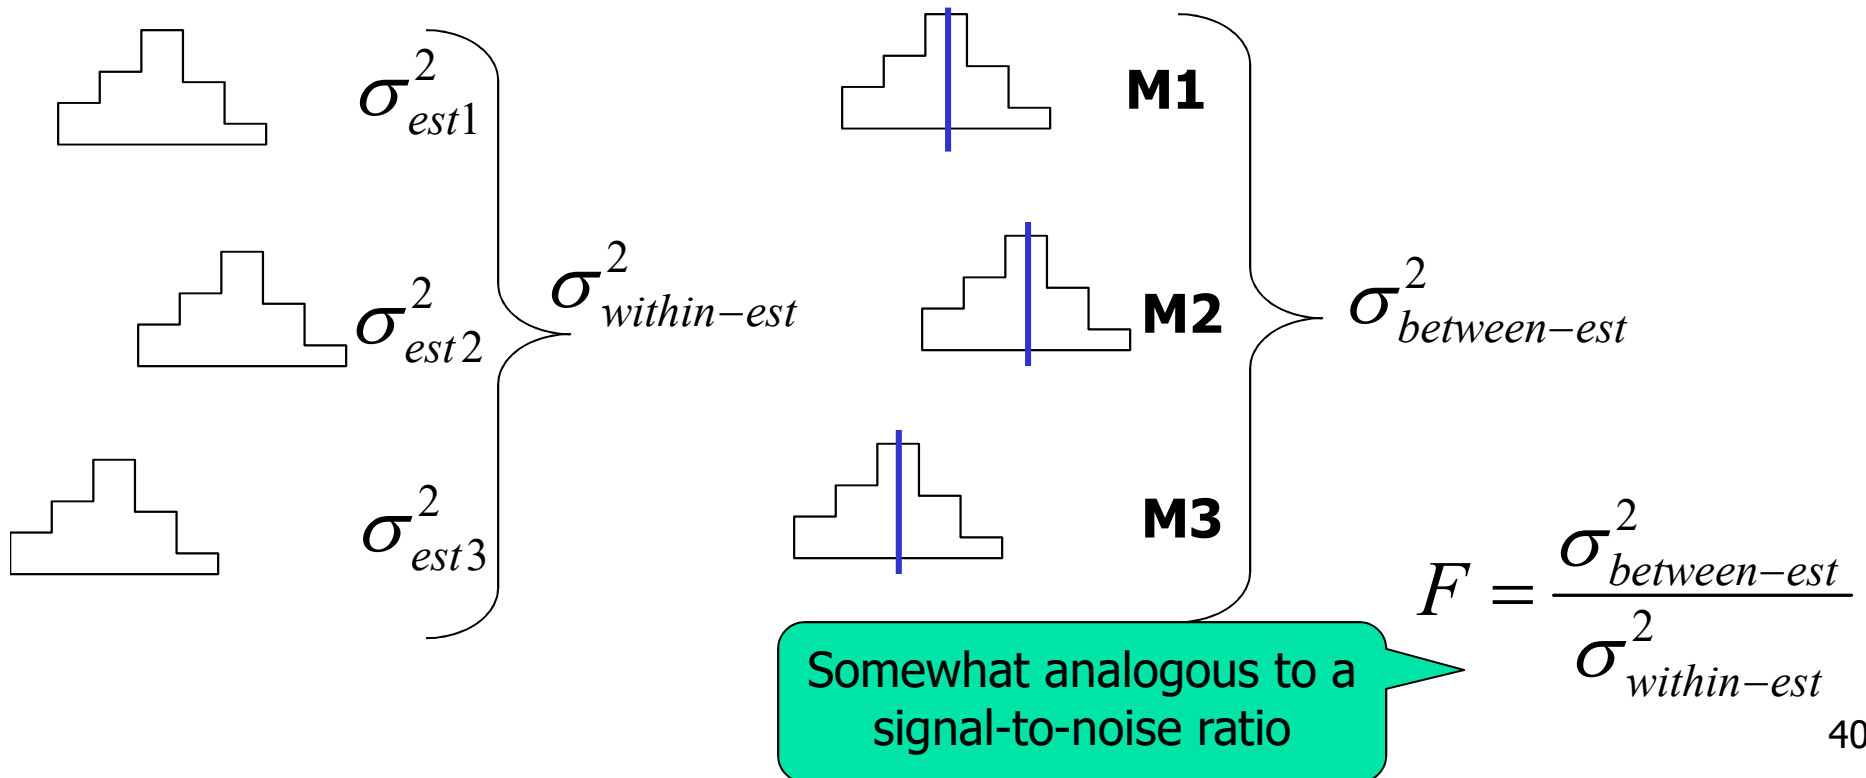 σ²est1
σ²est2
σ²est3
σ²within−est
M1
M2
M3
σ²between−est
F = σ²between−est / σ²within−est
Somewhat analogous to a
signal-to-noise ratio
40